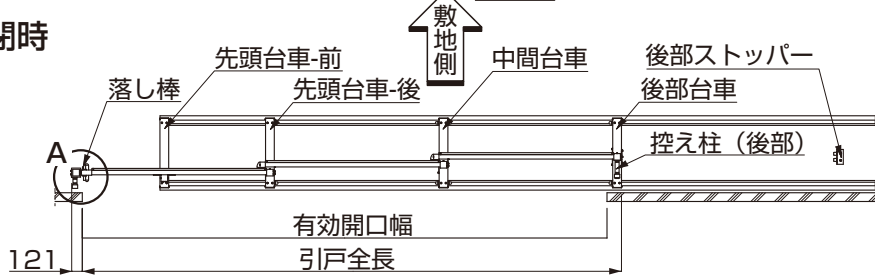 閉時
敷地側
先頭台車-前
中間台車
後部ストッパー
落し棒
先頭台車-後
後部台車
A
控え柱（後部）
有効開口幅
121
引戸全長